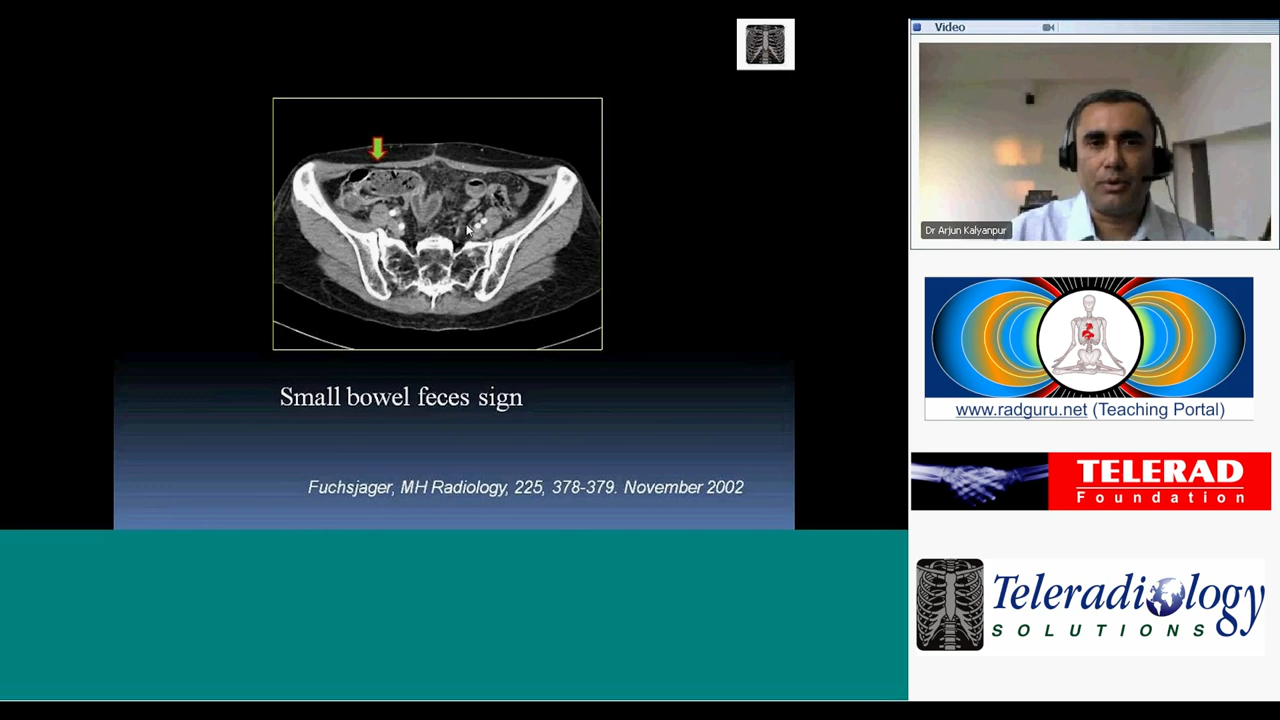 Small bowel feces sign
Fuchsjager, MH Radiology, 225, 378-379. November 2002
Video
Dr Arjun Kalyanpur
www.radguru.net (Teaching Portal)
TELERAD
Foundation
Teleradiology
SOLUTIONS